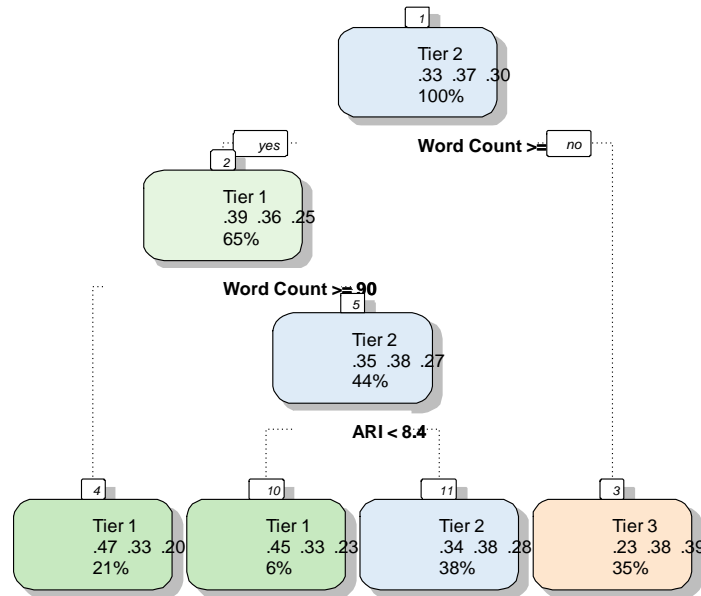 1
Tier 2
.33 .37 .30
100%
yes
Word Count >=
no
2
Tier 1
.39 .36 .25
65%
Word Count >= 90
5
Tier 2
.35 .38 .27
44%
ARI < 8.4
4
Tier 1
.47 .33 .20
21%
10
Tier 1
.45 .33 .23
6%
11
Tier 2
.34 .38 .28
38%
3
Tier 3
.23 .38 .39
35%